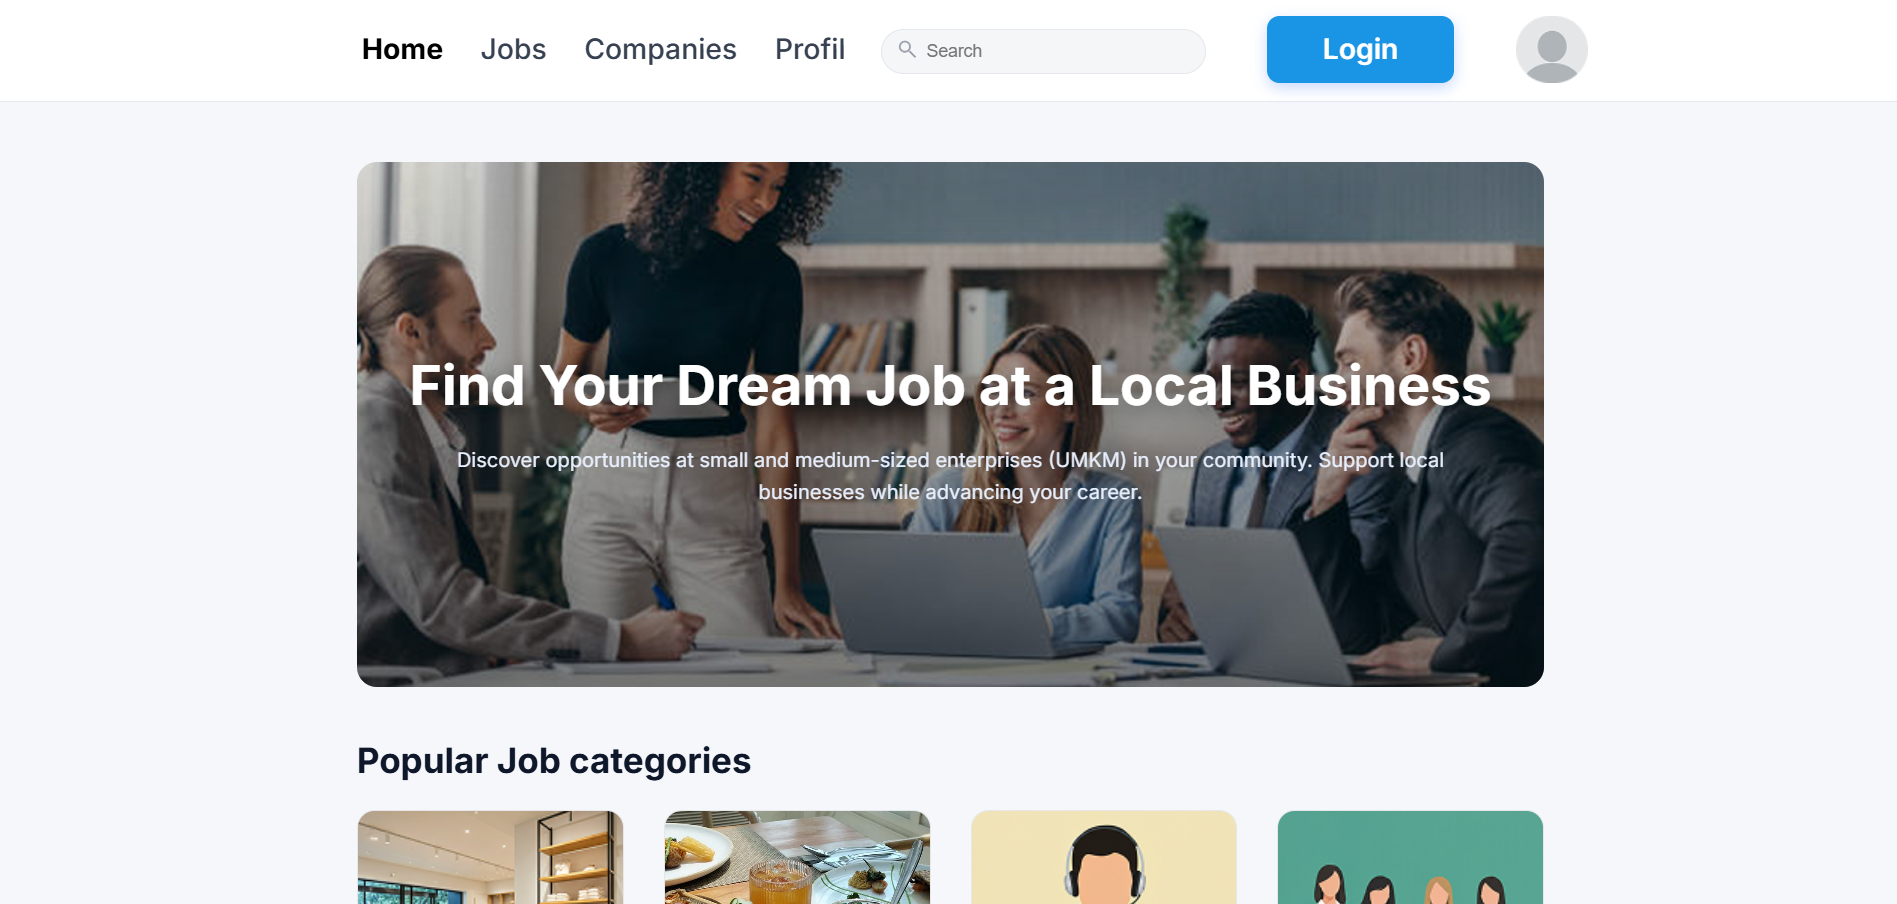 Home Jobs Companies Profil Search Login
Find Your Dream Job at a Local Business
Discover opportunities at small and medium-sized enterprises (UMKM) in your community. Support local
businesses while advancing your career.
Popular Job categories